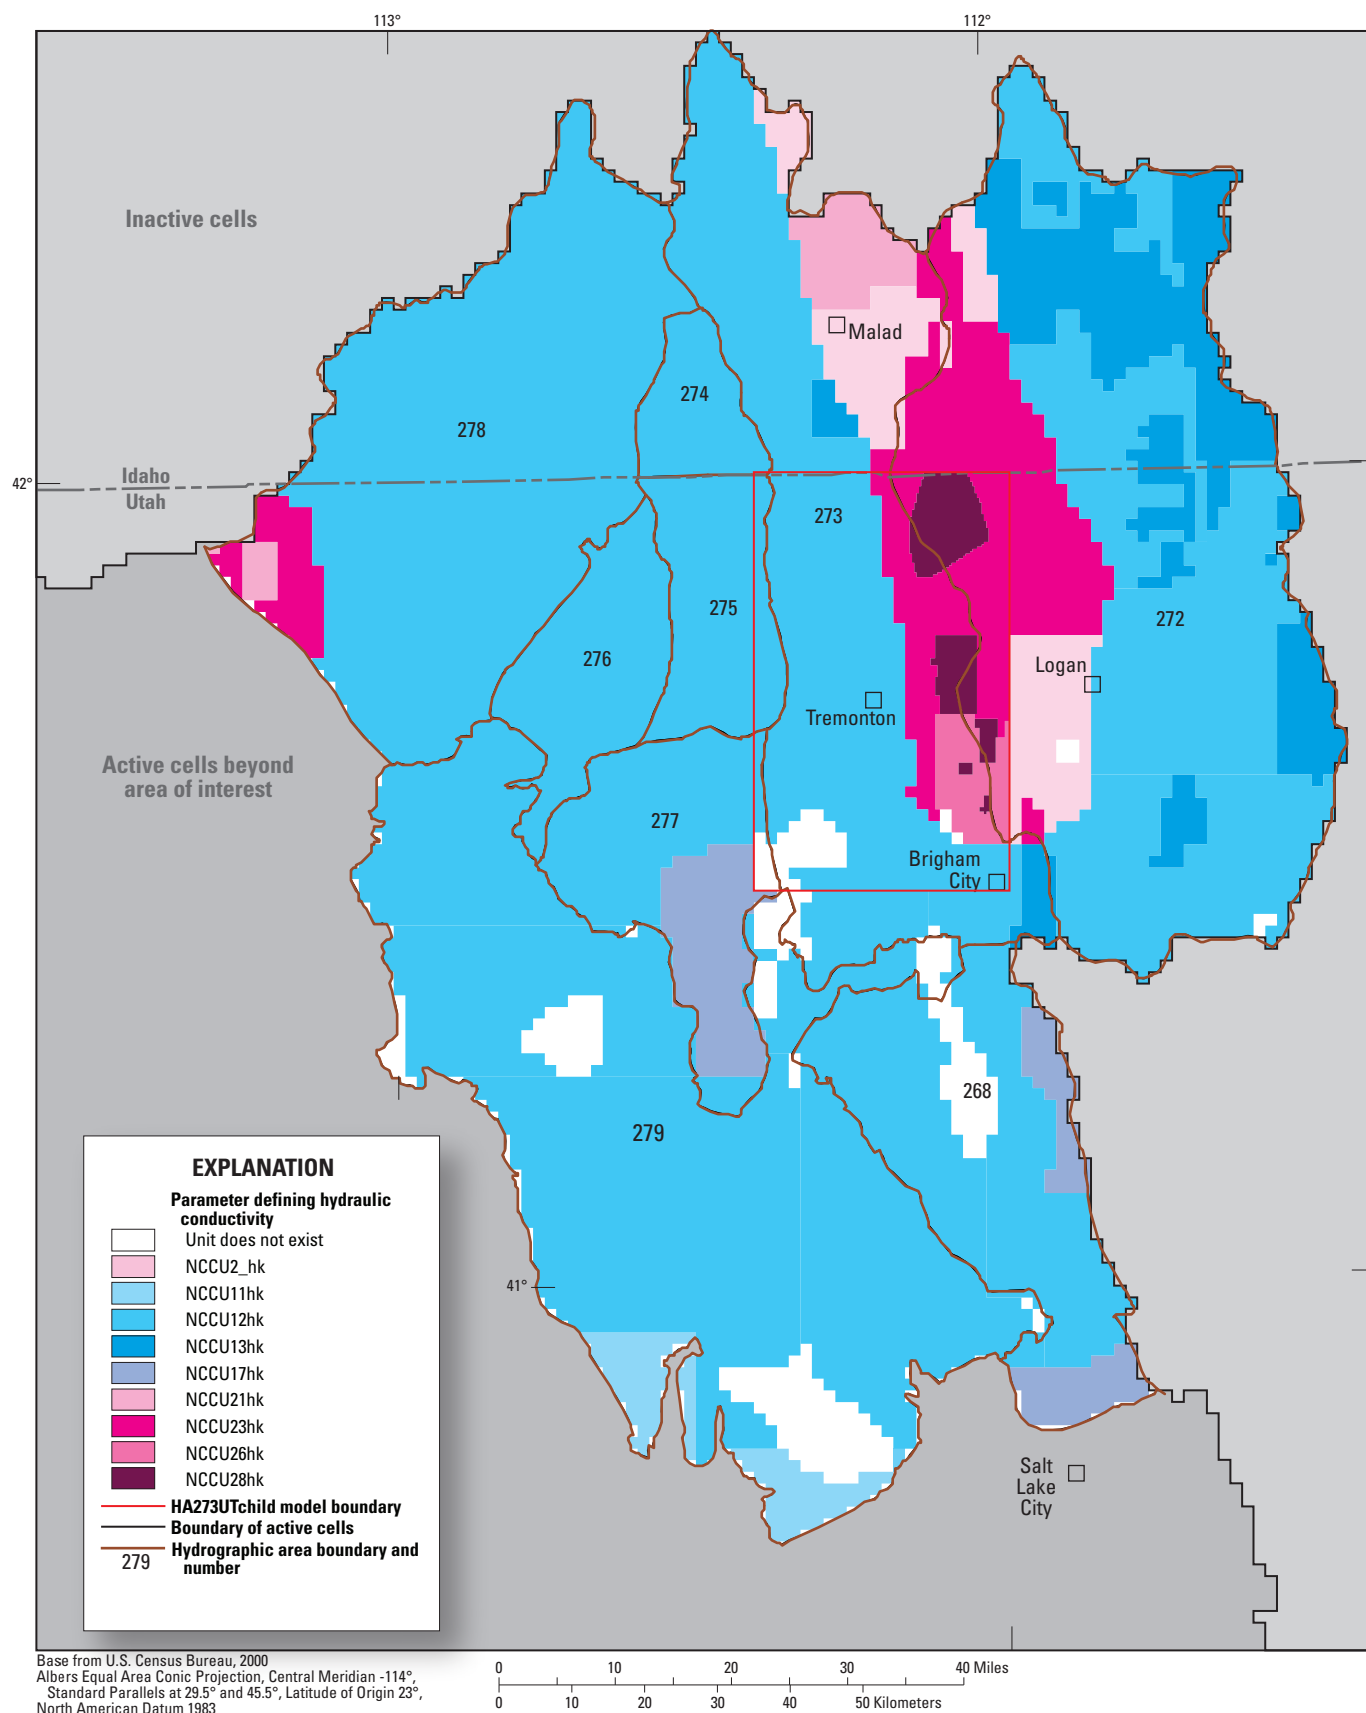 113°
112°
Inactive cells
Malad
274
278
42°
Idaho
Utah
273
275
272
276
Logan
Tremonton
Active cells beyond
area of interest
277
Brigham
City
268
279
41°
EXPLANATION
Parameter defining hydraulic
conductivity
Unit does not exist
NCCU2_hk
NCCU11hk
NCCU12hk
NCCU13hk
NCCU17hk
NCCU21hk
NCCU23hk
NCCU26hk
NCCU28hk
HA273UTchild model boundary
Boundary of active cells
279 Hydrographic area boundary and
number
Salt
Lake
City
Base from U.S. Census Bureau, 2000
Albers Equal Area Conic Projection, Central Meridian -114°,
Standard Parallels at 29.5° and 45.5°, Latitude of Origin 23°,
North American Datum 1983
0 10 20 30 40 Miles
0 10 20 30 40 50 Kilometers